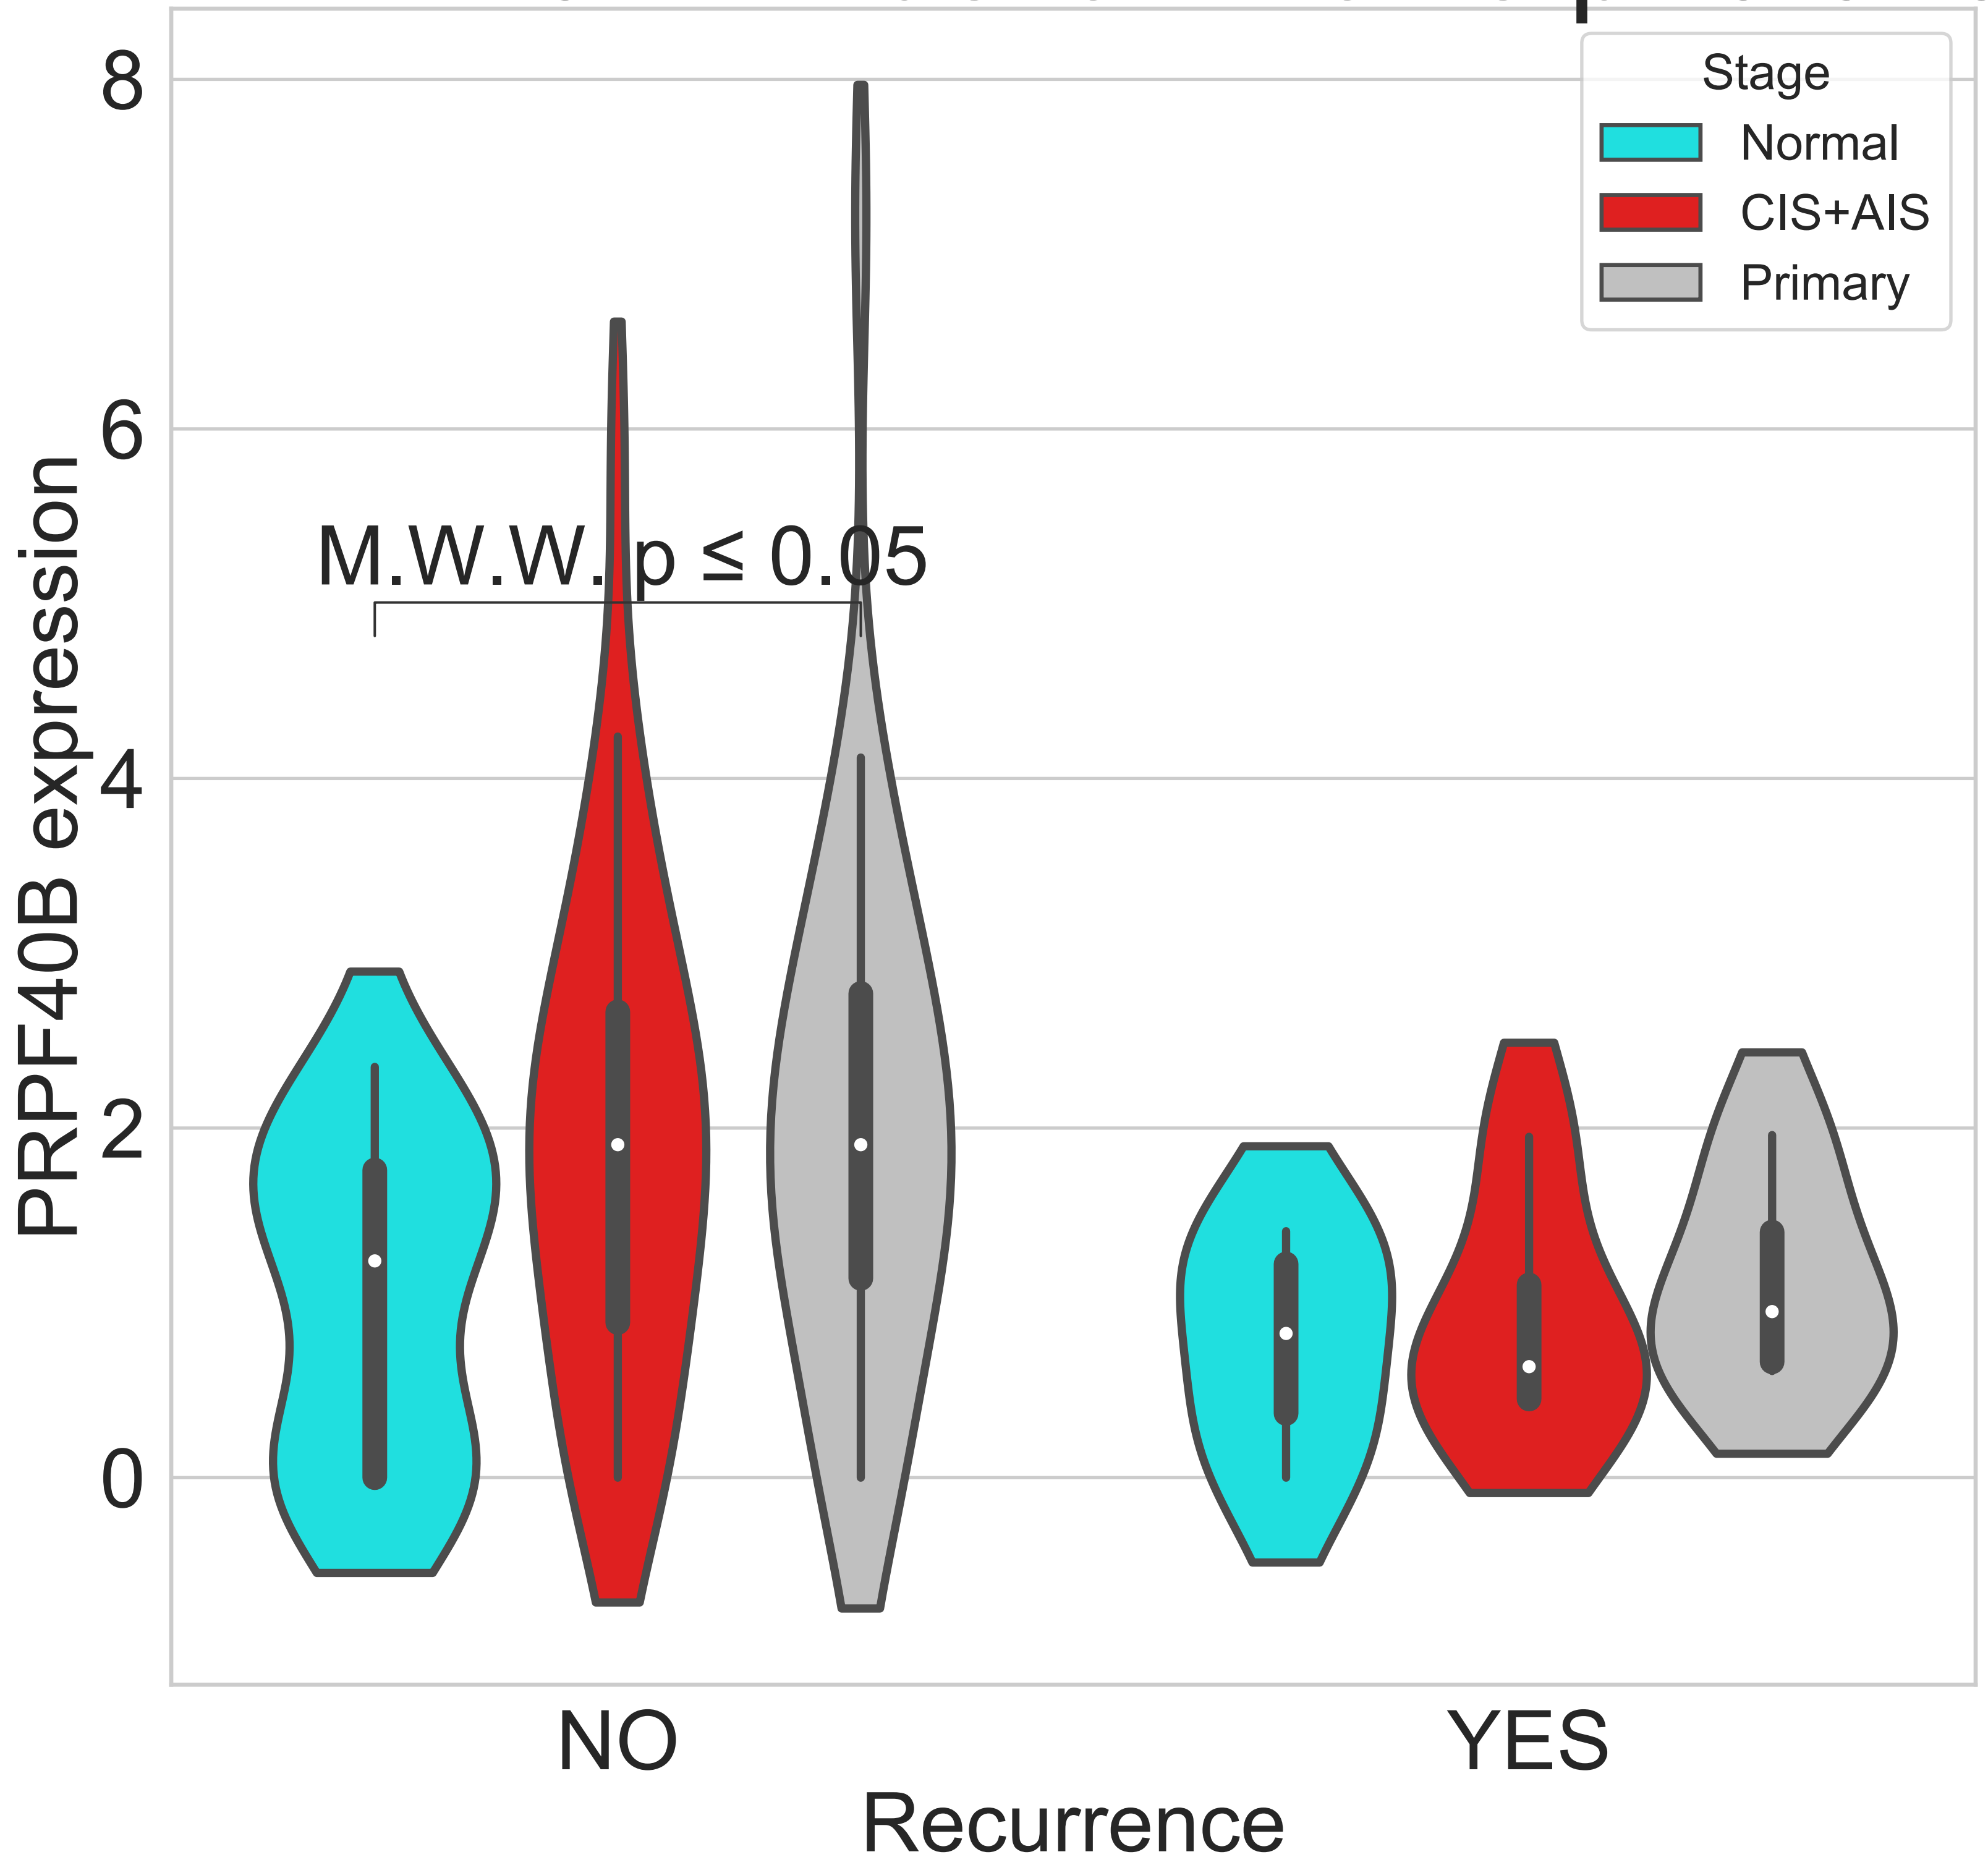 8
6
4
2
0
PRPF40B expression
Stage
Normal
CIS+AIS
Primary
M.W.W. p ≤ 0.05
NO
YES
Recurrence